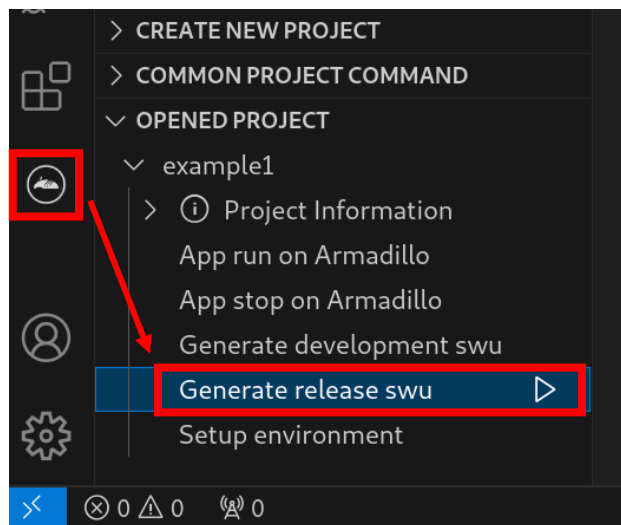 CREATE NEW PROJECT
COMMON PROJECT COMMAND
OPENED PROJECT
example1
Project Information
App run on Armadillo
App stop on Armadillo
Generate development swu
Generate release swu
Setup environment
0 0 0